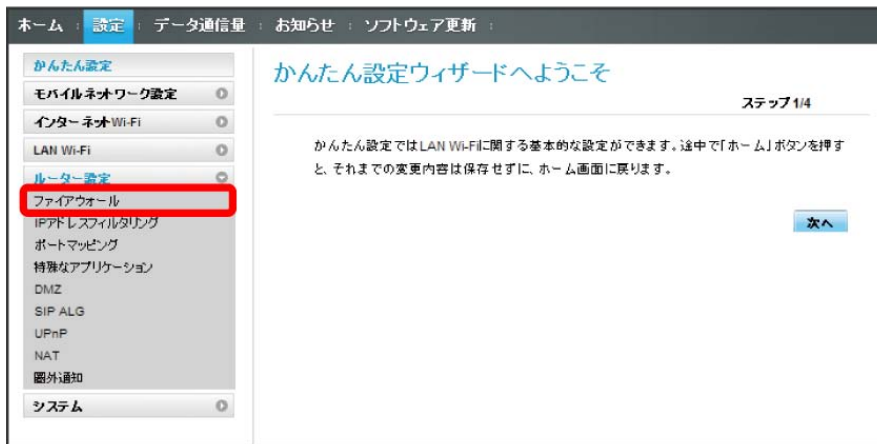 ホーム : 設定 : データ通信量 : お知らせ : ソフトウェア更新 :
かんたん設定
モバイルネットワーク設定
インターネットWi-Fi
LAN Wi-Fi
ルーター設定
ファイアウォール
IPアドレスフィルタリング
ポートマッピング
特殊なアプリケーション
DMZ
SIP ALG
UPnP
NAT
圏外通知
システム
かんたん設定ウィザードへようこそ
ステップ1/4
かんたん設定ではLAN Wi-Fiに関する基本的な設定ができます。途中で「ホーム」ボタンを押す
と、それまでの変更内容は保存せずに、ホーム画面に戻ります。
次へ